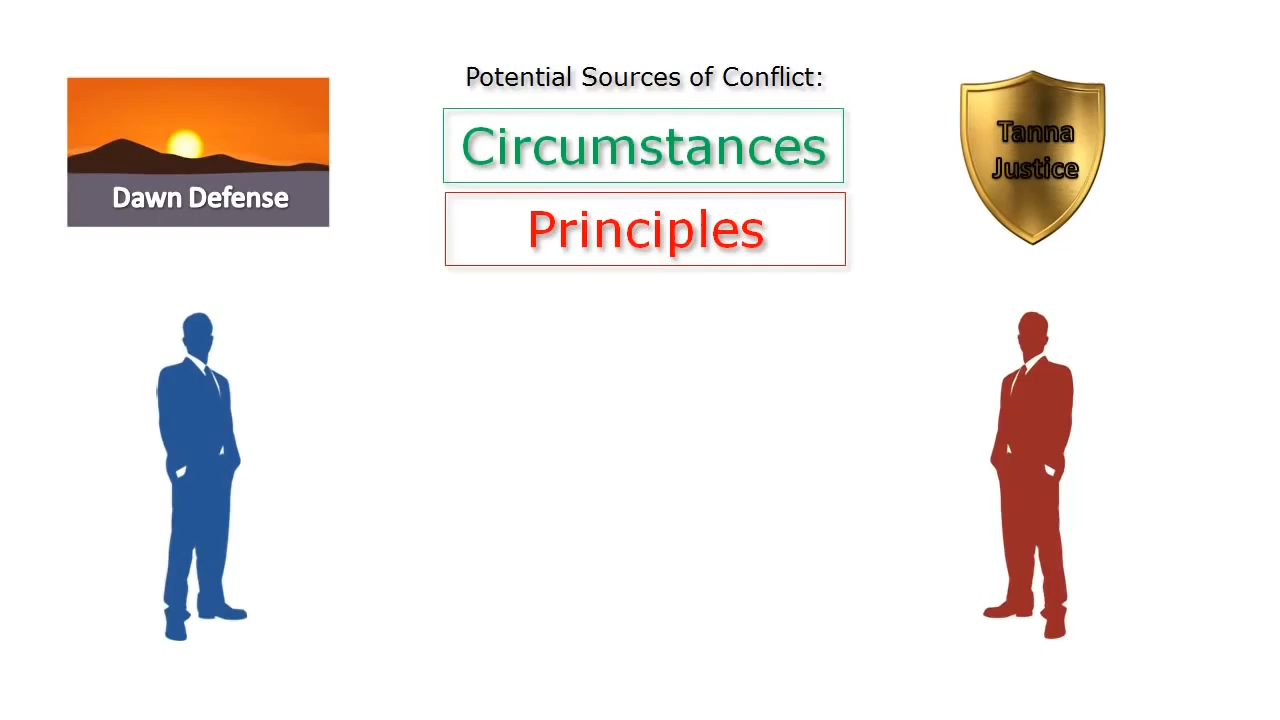 Potential Sources of Conflict:
Circumstances
Principles
Dawn Defense
Tanna
Justice